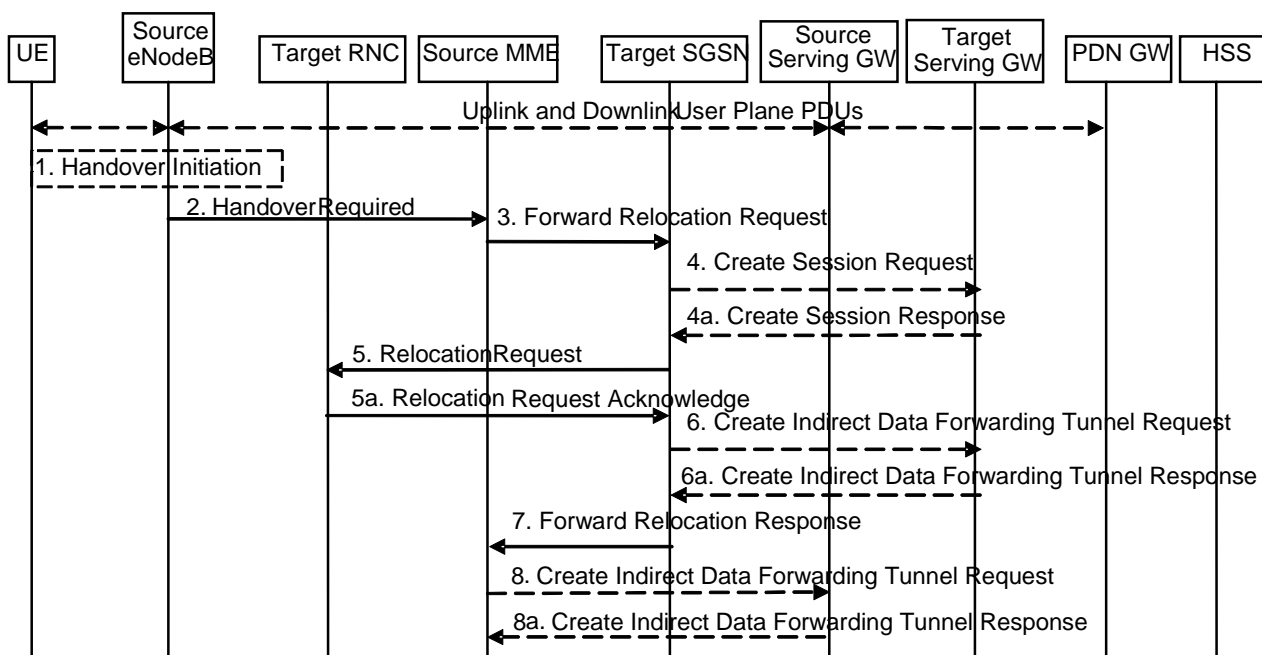 UE
Source
eNodeB
Target RNC
Source MME
Target SGSN
Source
Serving GW
Target
Serving GW
PDN GW
HSS
Uplink and Downlink User Plane PDUs
1. Handover Initiation
2. Handover Required
3. Forward Relocation Request
4. Create Session Request
4a. Create Session Response
5. Relocation Request
5a. Relocation Request Acknowledge
6. Create Indirect Data Forwarding Tunnel Request
6a. Create Indirect Data Forwarding Tunnel Response
7. Forward Relocation Response
8. Create Indirect Data Forwarding Tunnel Request
8a. Create Indirect Data Forwarding Tunnel Response